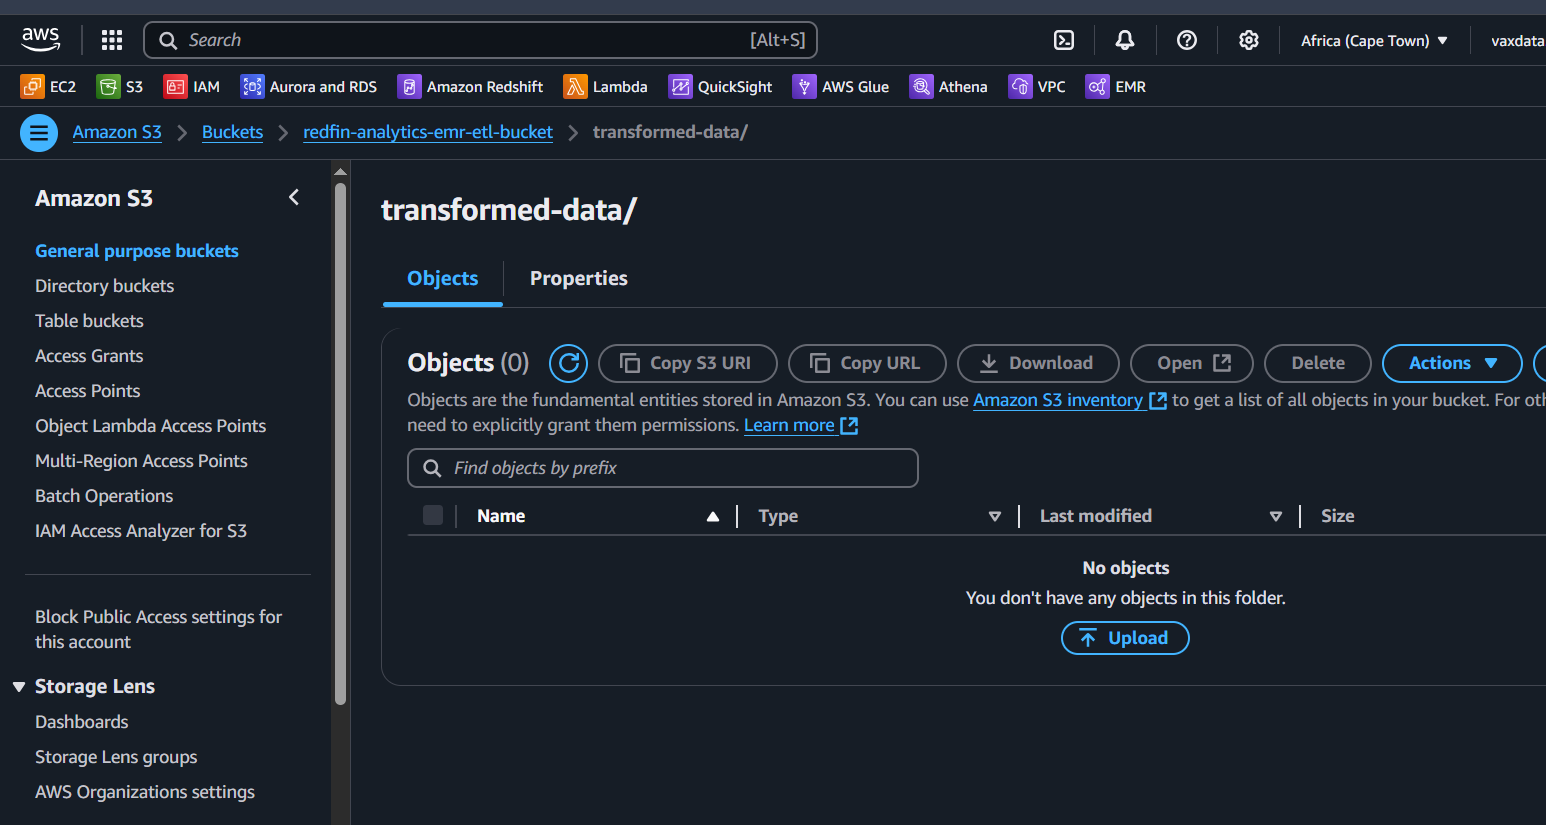 aws Search [Alt+S] Africa (Cape Town) vaxdata
EC2 S3 IAM Aurora and RDS Amazon Redshift Lambda QuickSight AWS Glue Athena VPC EMR
Amazon S3 Buckets redfin-analytics-emr-etl-bucket transformed-data/
Amazon S3
General purpose buckets
Directory buckets
Table buckets
Access Grants
Access Points
Object Lambda Access Points
Multi-Region Access Points
Batch Operations
IAM Access Analyzer for S3
Block Public Access settings for
this account
Storage Lens
Dashboards
Storage Lens groups
AWS Organizations settings
transformed-data/
Objects Properties
Objects (0) Copy S3 URI Copy URL Download Open Delete Actions
Objects are the fundamental entities stored in Amazon S3. You can use Amazon S3 inventory to get a list of all objects in your bucket. For oth
need to explicitly grant them permissions. Learn more
Find objects by prefix
Name Type Last modified Size
No objects
You don't have any objects in this folder.
Upload